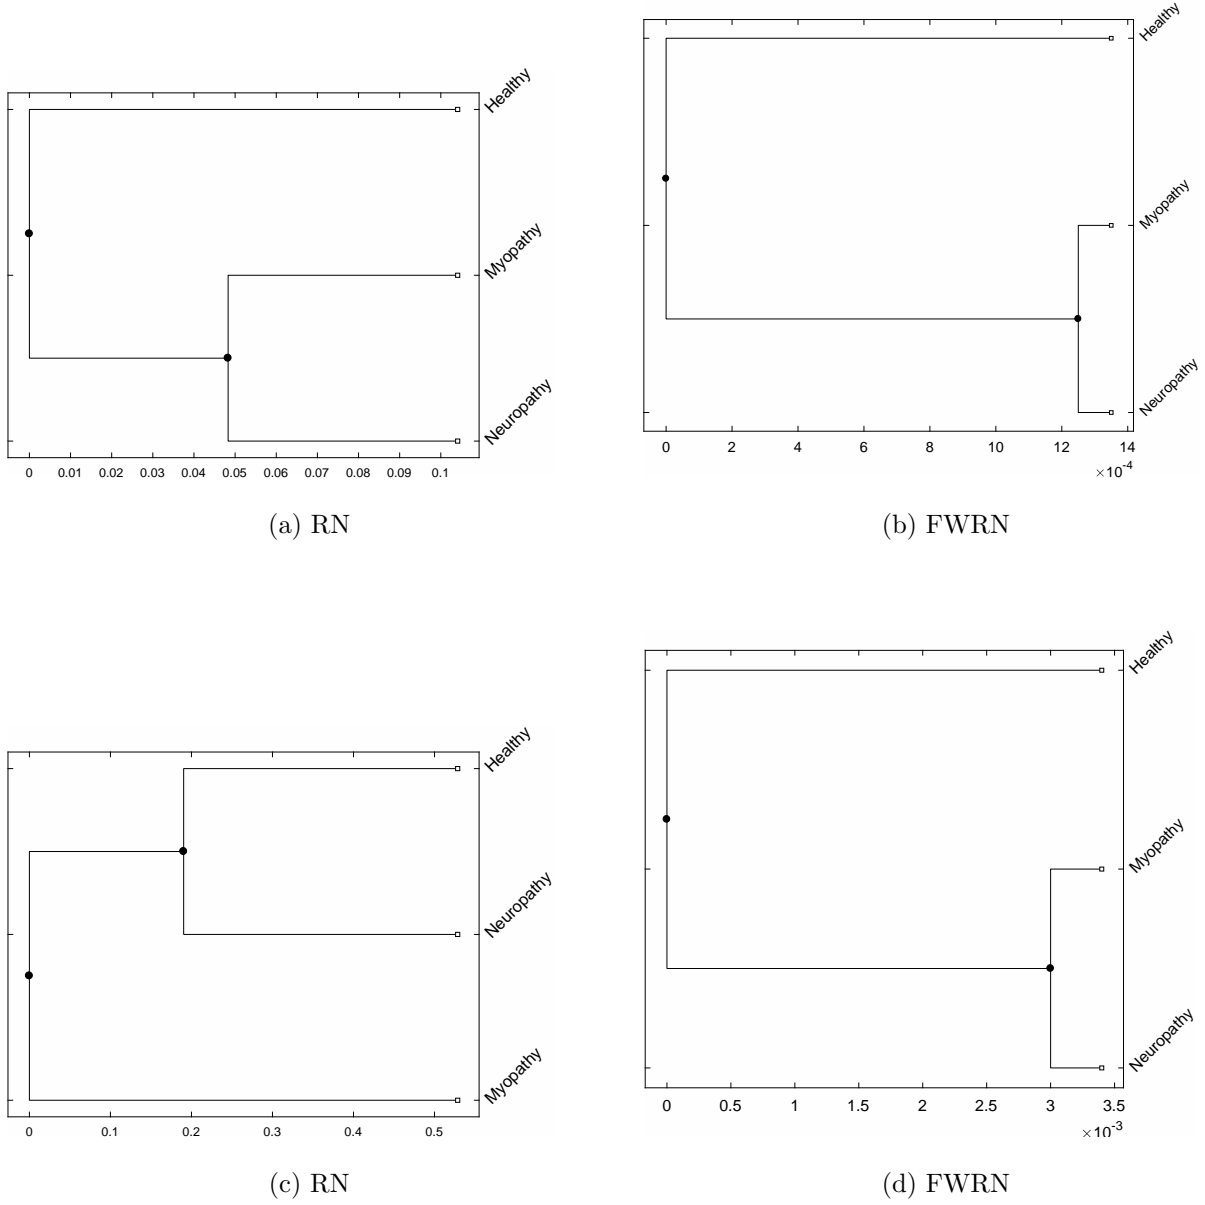 Healthy
Myopathy
Neuropathy
0 0.01 0.02 0.03 0.04 0.05 0.06 0.07 0.08 0.09 0.1
(a) RN
Healthy
Myopathy
Neuropathy
0 2 4 6 8 10 12 14
×10-4
(b) FWRN
Healthy
Neuropathy
Myopathy
0 0.1 0.2 0.3 0.4 0.5
(c) RN
Healthy
Myopathy
Neuropathy
0 0.5 1 1.5 2 2.5 3 3.5
×10-3
(d) FWRN